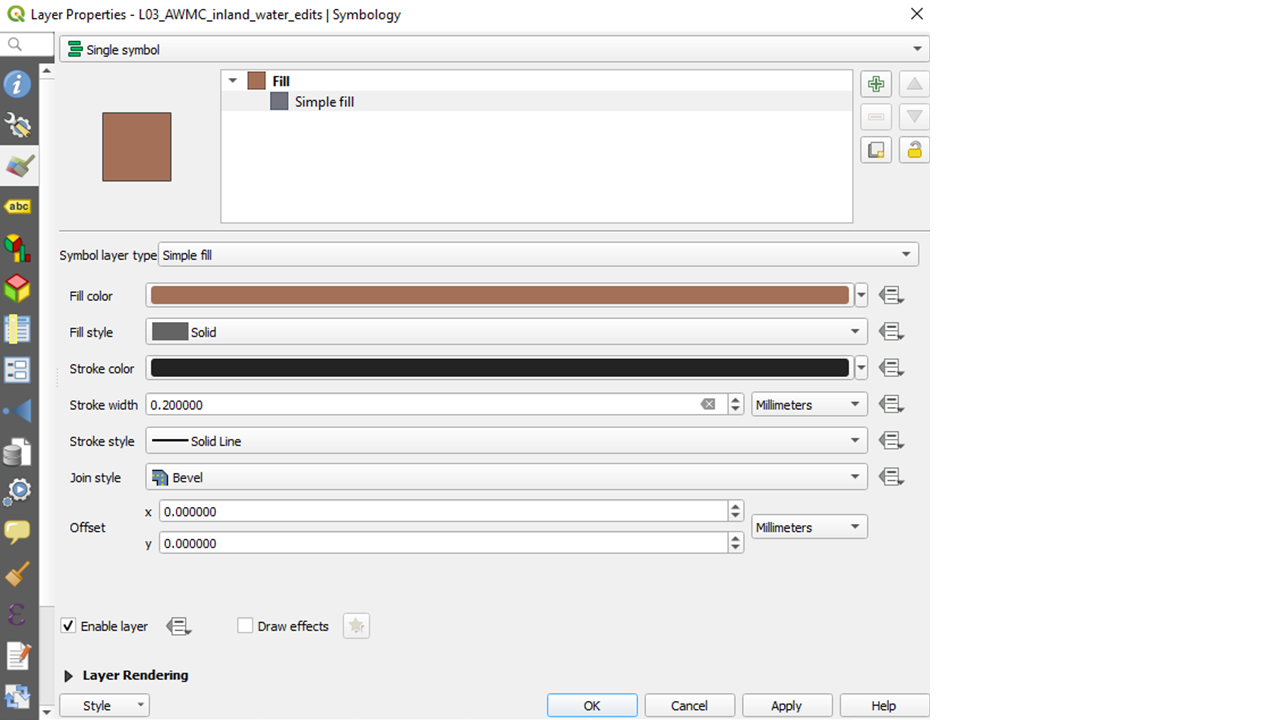 Layer Properties - L03_AWMC_inland_water_edits | Symbology
Single symbol
Fill
Simple fill
abc
Symbol layer type Simple fill
Fill color
Fill style Solid
Stroke color
Stroke width 0.200000 Millimeters
Stroke style Solid Line
Join style Bevel
x 0.000000
Offset Millimeters
y 0.000000
Enable layer Draw effects
Layer Rendering
Style OK Cancel Apply Help